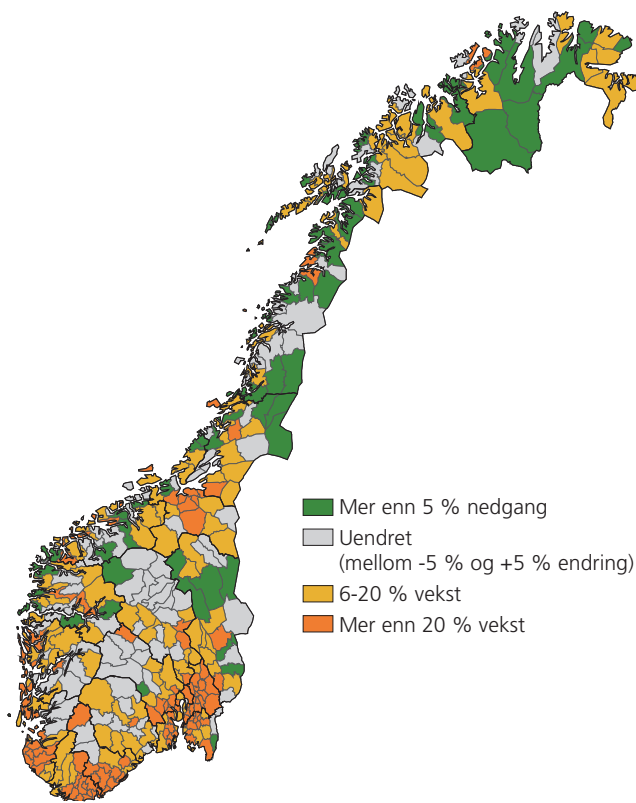 Mer enn 5 % nedgang
Uendret
(mellom -5 % og +5 % endring)
6-20 % vekst
Mer enn 20 % vekst